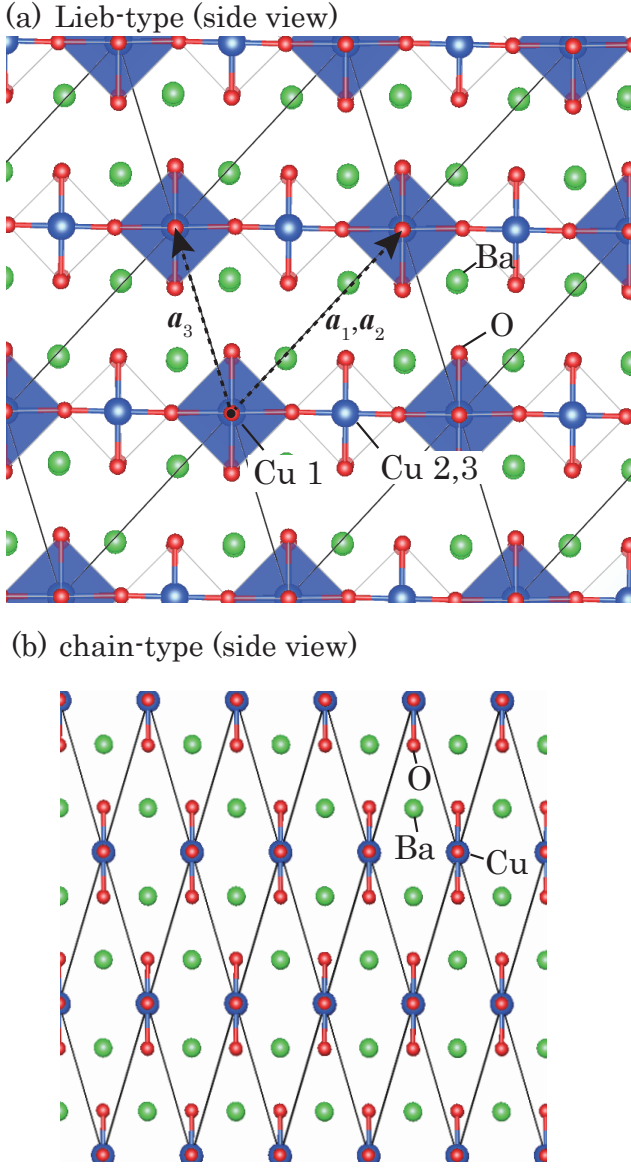 (a) Lieb-type (side view)
Ba
a₃
a₁,a₂
O
Cu 1
Cu 2,3
(b) chain-type (side view)
O
Ba
Cu